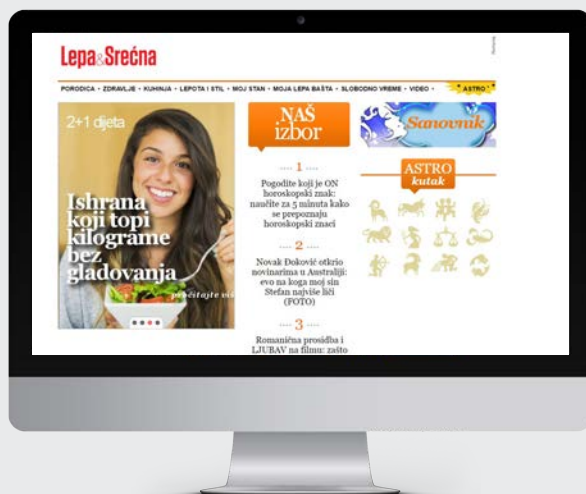 Lepa&Srećna
PORODICA • ZDRAVLJE • KUHINJA • LEPOTA I STIL • MOJ STAN • MOJA LEPA BAŠTA • SLOBODNO VREME • VIDEO • ASTRO
2+1 dijeta
Ishrana
koji topi
kilograme
bez
gladovanja
pročitajte viš
NAŠ
izbor
1
Pogodite koji je ON
horoskopski znak:
naučite za 5 minuta kako
se prepoznaju
horoskopski znaci
2
Novak Đoković otkrio
novinarima u Australiji:
evo na koga moj sin
Stefan najviše liči
(FOTO)
3
Romanična prosidba i
LJUBAV na filmu: zašto
Sanovnik
ASTRO
kutak